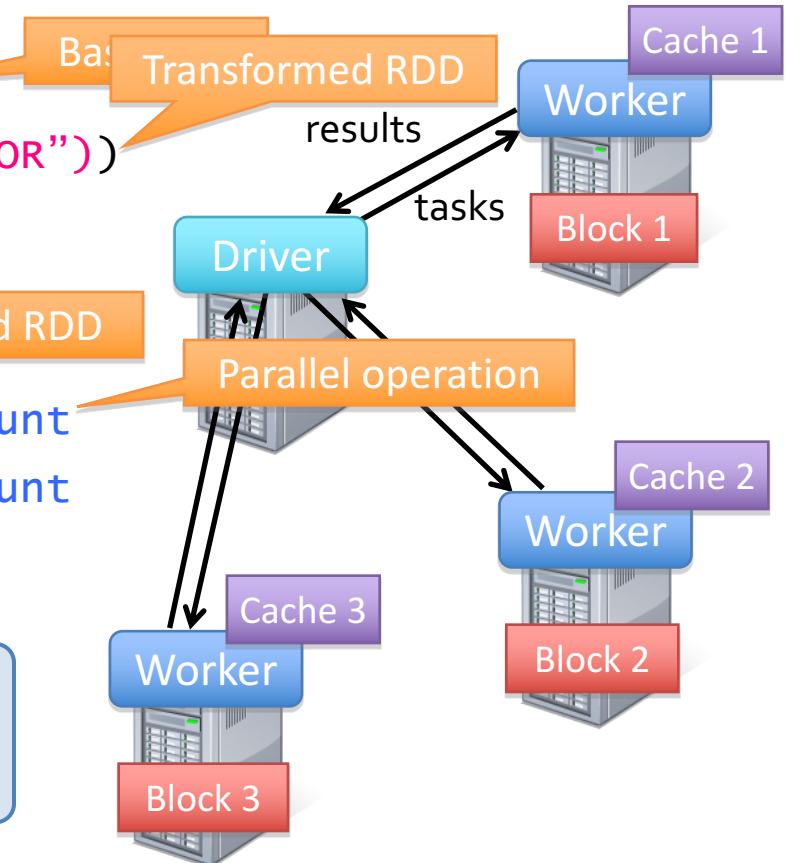 Bas
Transformed RDD
OR”))
Cache 1
Worker
results
tasks
Block 1
Driver
d RDD
Parallel operation
unt
unt
Cache 2
Worker
Block 2
Cache 3
Worker
Block 3